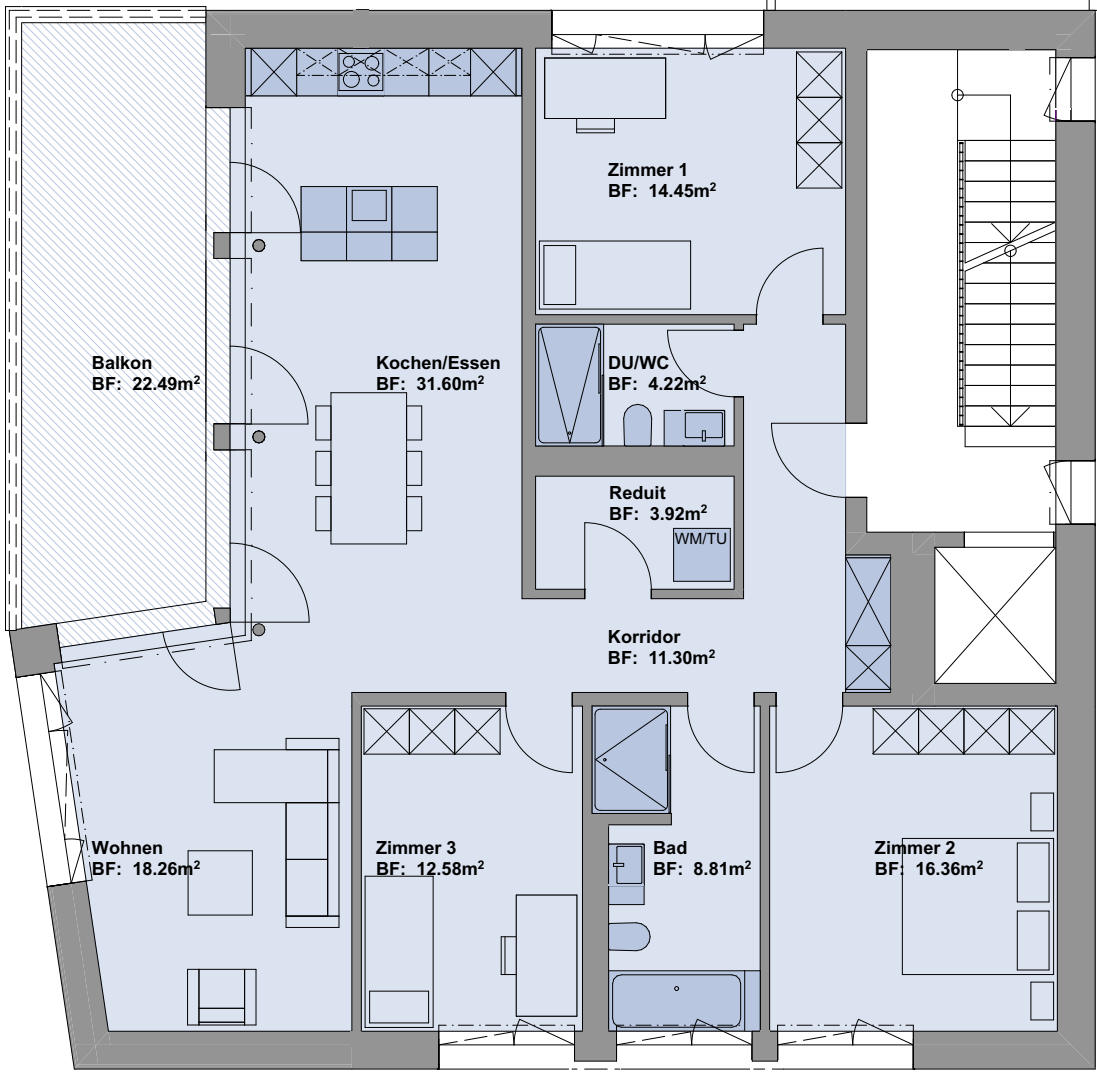 Zimmer 1
BF: 14.45m²
Balkon
BF: 22.49m²
Kochen/Essen
BF: 31.60m²
DU/WC
BF: 4.22m²
Reduit
BF: 3.92m²
WM/TU
Korridor
BF: 11.30m²
Wohnen
BF: 18.26m²
Zimmer 3
BF: 12.58m²
Bad
BF: 8.81m²
Zimmer 2
BF: 16.36m²